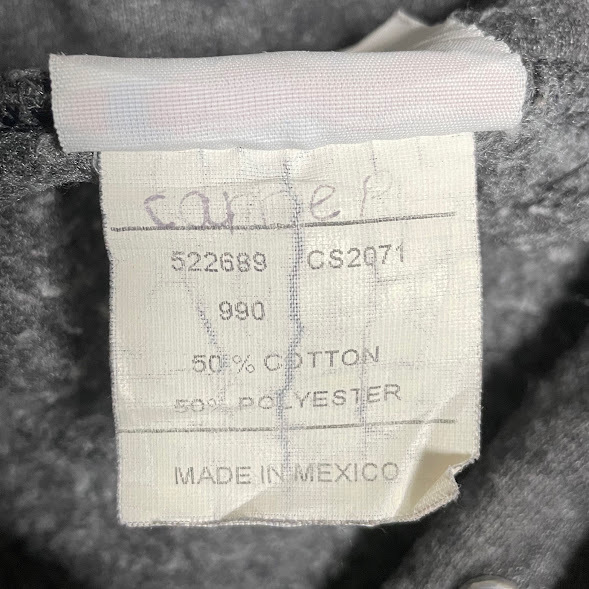 522689 CS2071
990
50 % COTTON
50% POLYESTER
MADE IN MEXICO